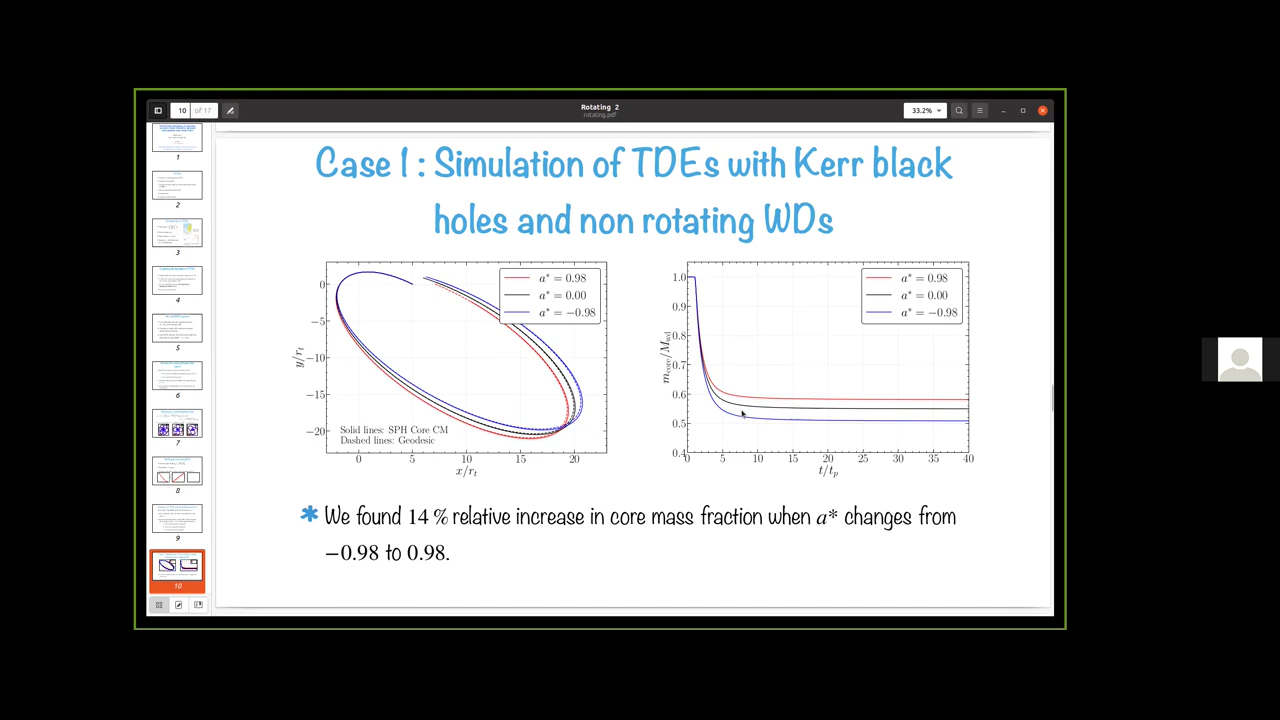 Rotating 2
rotating.pdf
10 of 17
33.2%
1
2
3
4
5
6
7
8
9
10
Case 1 : Simulation of TDEs with Kerr black
holes and non rotating WDs
a* = 0.98
a* = 0.00
a* = −0.98
0
−5
−10
−15
−20
y/r_t
Solid lines: SPH Core CM
Dashed lines: Geodesic
0 5 10 15 20
x/r_t
a* = 0.98
a* = 0.00
a* = −0.98
1.0
0.9
0.8
0.7
0.6
0.5
0.4
m_core/M_wd
0 5 10 15 20 25 30 35 40
t/t_p
We found 14% relative increase in core mass fraction when a* changes from
−0.98 to 0.98.